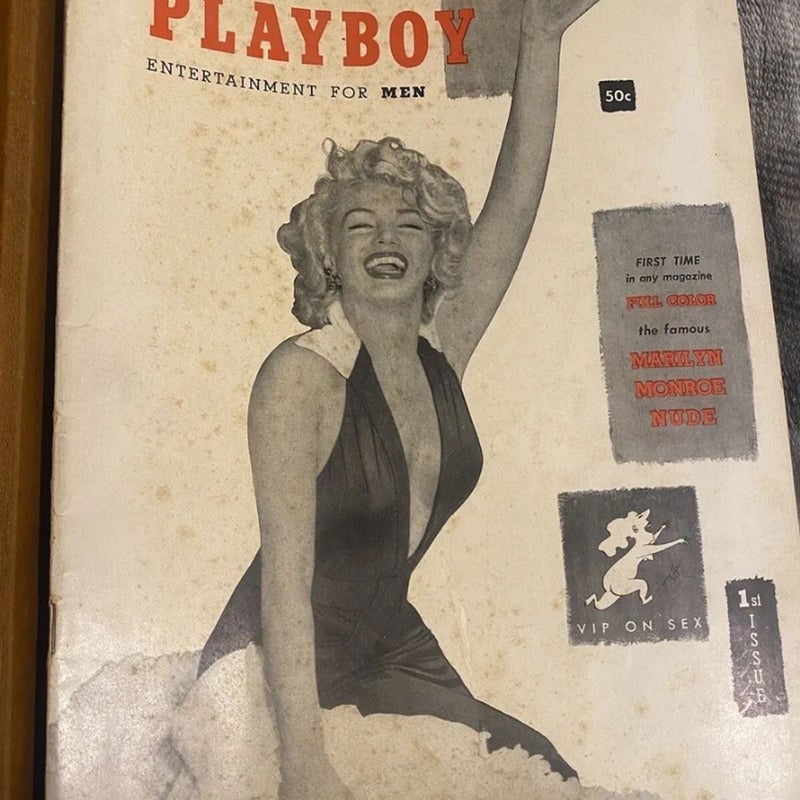 PLAYBOY
ENTERTAINMENT FOR MEN
50c
FIRST TIME
in any magazine
FULL COLOR
the famous
MARILYN
MONROE
NUDE
VIP ON SEX
1st
ISSUE